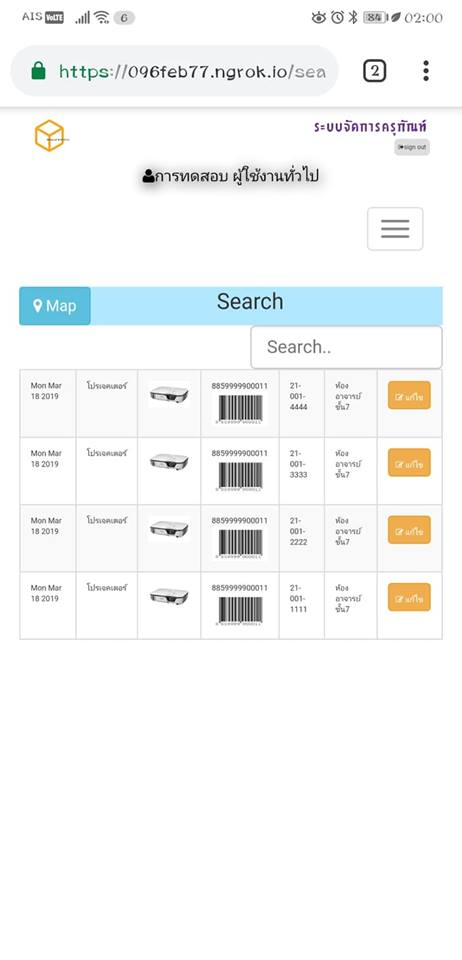 AIS VoLTE 6 84 02:00
https://096feb77.ngrok.io/sea 2
ระบบจัดการครุภัณฑ์
sign out
การทดสอบ ผู้ใช้งานทั่วไป
Map Search
Search..
Mon Mar 18 2019
โปรเจคเตอร์
8859999900011
21-001-4444
ห้องอาจารย์ชั้น7
แก้ไข
Mon Mar 18 2019
โปรเจคเตอร์
8859999900011
21-001-3333
ห้องอาจารย์ชั้น7
แก้ไข
Mon Mar 18 2019
โปรเจคเตอร์
8859999900011
21-001-2222
ห้องอาจารย์ชั้น7
แก้ไข
Mon Mar 18 2019
โปรเจคเตอร์
8859999900011
21-001-1111
ห้องอาจารย์ชั้น7
แก้ไข